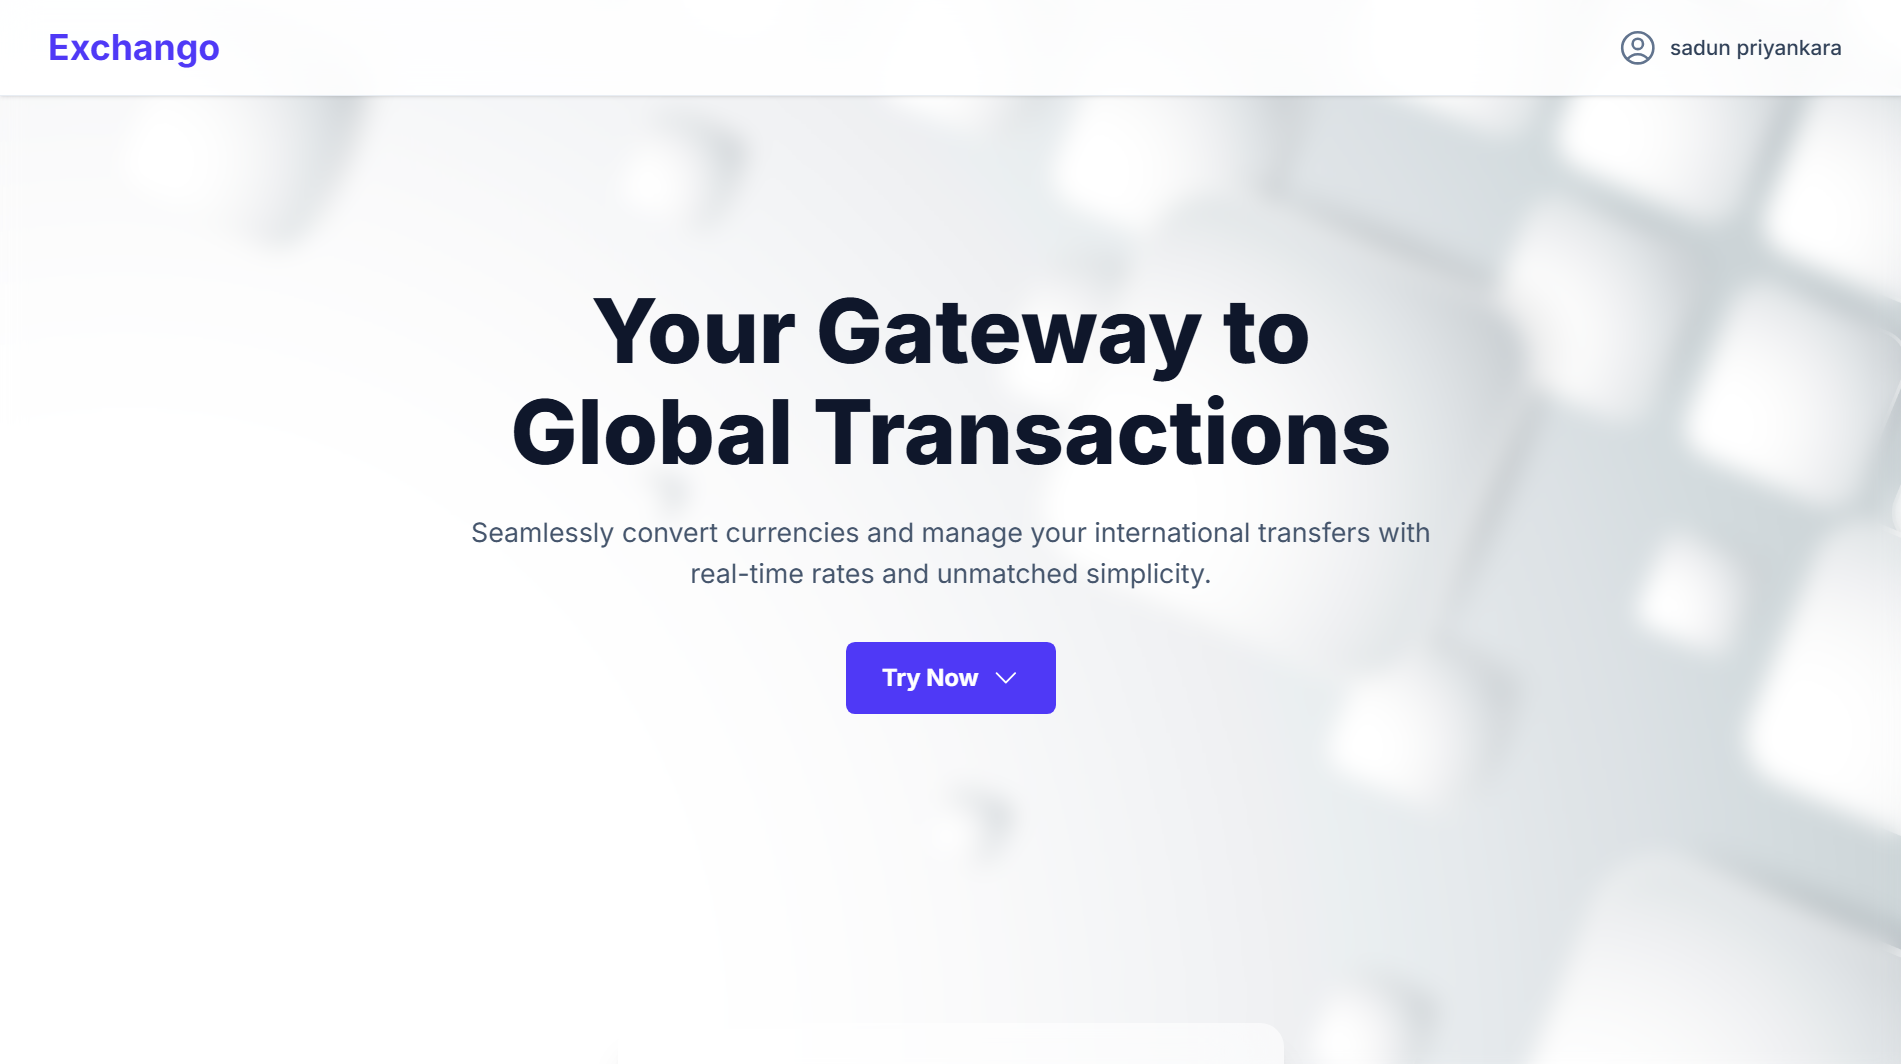 Exchango
sadun priyankara
Your Gateway to
Global Transactions
Seamlessly convert currencies and manage your international transfers with
real-time rates and unmatched simplicity.
Try Now